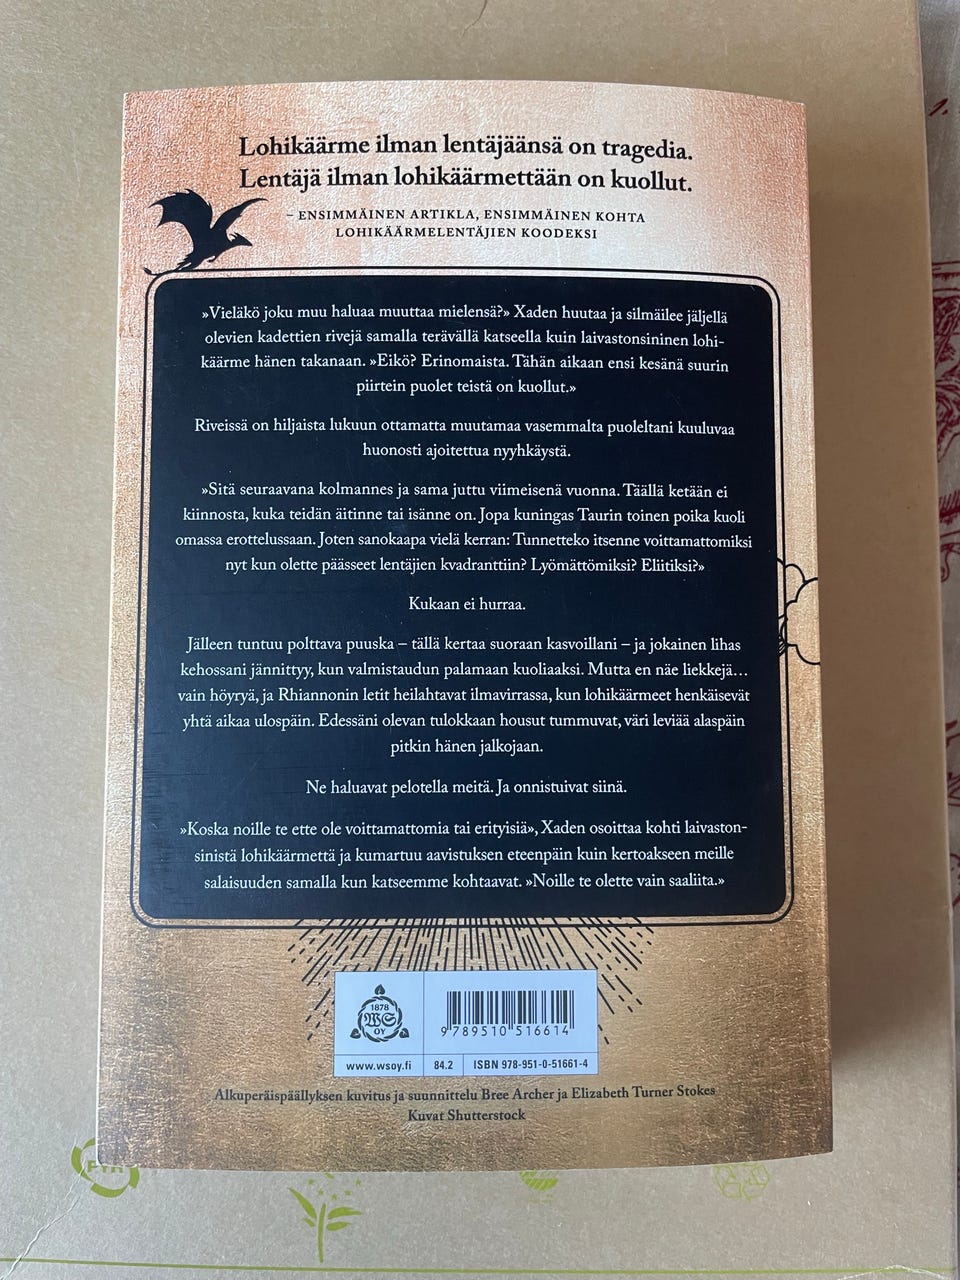 Lohikäärme ilman lentäjäänsä on tragedia.
Lentäjä ilman lohikäärmettään on kuollut.
– ENSIMMÄINEN ARTIKLA, ENSIMMÄINEN KOHTA
LOHIKÄÄRMELENTÄJIEN KOODEKSI
»Vieläkö joku muu haluaa muuttaa mielensä?» Xaden huutaa ja silmäilee jäljellä
olevien kadettien rivejä samalla terävällä katseella kuin laivastonsininen lohi-
käärme hänen takanaan. »Eikö? Erinomaista. Tähän aikaan ensi kesänä suurin
piirtein puolet teistä on kuollut.»
Riveissä on hiljaista lukuun ottamatta muutamaa vasemmalta puoleltani kuuluvaa
huonosti ajoitettua nyyhkäystä.
»Sitä seuraavana kolmannes ja sama juttu viimeisenä vuonna. Täällä ketään ei
kiinnosta, kuka teidän äitinne tai isänne on. Jopa kuningas Taurin toinen poika kuoli
omassa erottelussaan. Joten sanokaapa vielä kerran: Tunnetteko itsenne voittamattomiksi
nyt kun olette päässeet lentäjien kvadranttiin? Lyömättömiksi? Eliitiksi?»
Kukaan ei hurraa.
Jälleen tuntuu polttava puuska – tällä kertaa suoraan kasvoillani – ja jokainen lihas
kehossani jännittyy, kun valmistaudun palamaan kuoliaaksi. Mutta en näe liekkejä…
vain höyryä, ja Rhiannonin letit heilahtavat ilmavirrassa, kun lohikäärmeet henkäisevät
yhtä aikaa ulospäin. Edessäni olevan tulokkaan housut tummuvat, väri leviää alaspäin
pitkin hänen jalkojaan.
Ne haluavat pelotella meitä. Ja onnistuivat siinä.
»Koska noille te ette ole voittamattomia tai erityisiä», Xaden osoittaa kohti laivaston-
sinistä lohikäärmettä ja kumartuu aavistuksen eteenpäin kuin kertoakseen meille
salaisuuden samalla kun katseemme kohtaavat. »Noille te olette vain saaliita.»
1878
WS
OY
9 789510 516614
www.wsoy.fi
84.2
ISBN 978-951-0-51661-4
Alkuperäispäällyksen kuvitus ja suunnittelu Bree Archer ja Elizabeth Turner Stokes
Kuvat Shutterstock